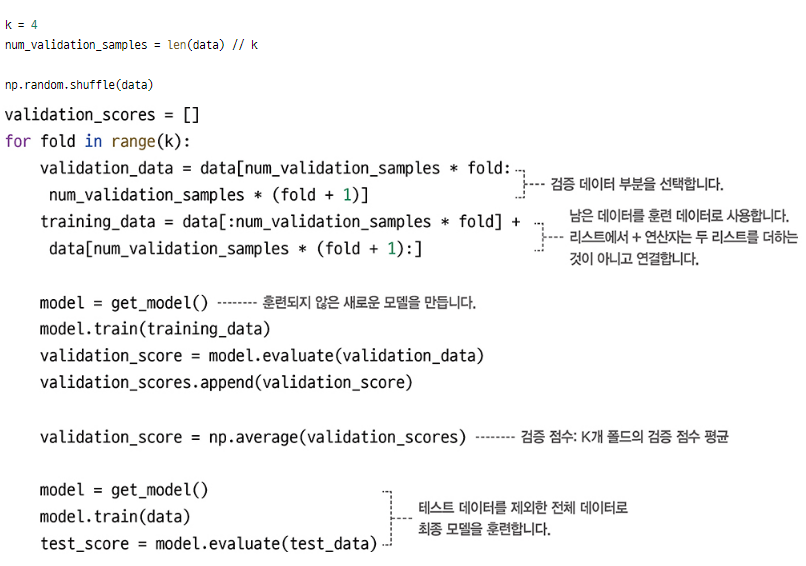 k = 4
num_validation_samples = len(data) // k
np.random.shuffle(data)
validation_scores = []
for fold in range(k):
validation_data = data[num_validation_samples * fold:
num_validation_samples * (fold + 1)]
검증 데이터 부분을 선택합니다.
training_data = data[:num_validation_samples * fold] +
data[num_validation_samples * (fold + 1):]
남은 데이터를 훈련 데이터로 사용합니다.
리스트에서 + 연산자는 두 리스트를 더하는
것이 아니고 연결합니다.
model = get_model() 훈련되지 않은 새로운 모델을 만듭니다.
model.train(training_data)
validation_score = model.evaluate(validation_data)
validation_scores.append(validation_score)
validation_score = np.average(validation_scores) 검증 점수: K개 폴드의 검증 점수 평균
model = get_model()
model.train(data)
test_score = model.evaluate(test_data)
테스트 데이터를 제외한 전체 데이터로
최종 모델을 훈련합니다.